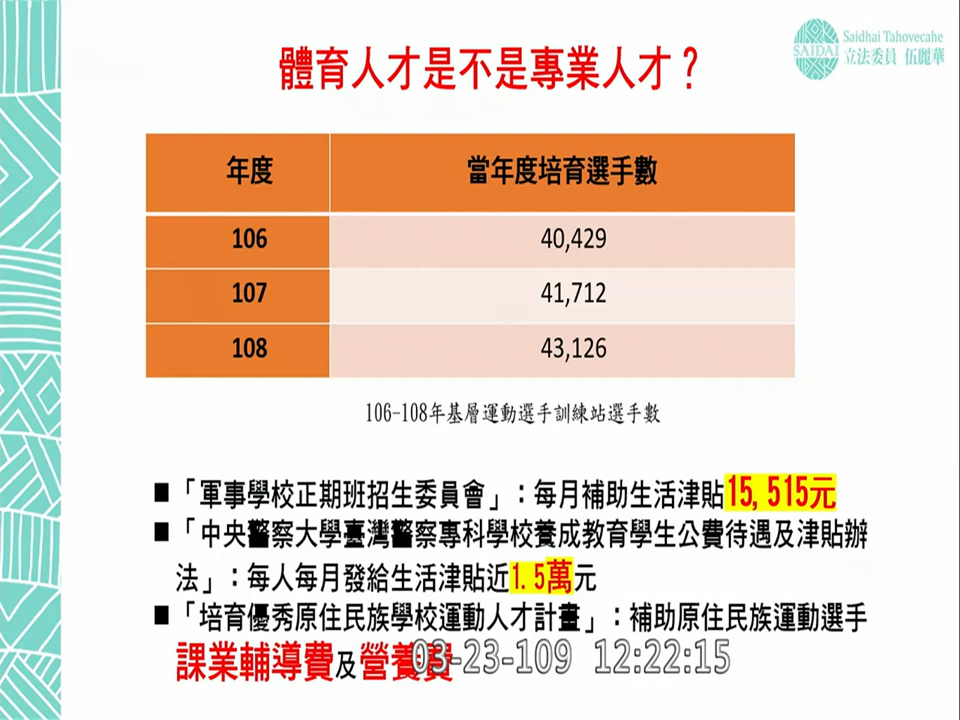 Saidhai Tahovecahe
SAIDAI
立法委員 伍麗華
體育人才是不是專業人才？
年度 當年度培育選手數
106 40,429
107 41,712
108 43,126
106-108年基層運動選手訓練站選手數
■「軍事學校正期班招生委員會」：每月補助生活津貼15,515元
■「中央警察大學臺灣警察專科學校養成教育學生公費待遇及津貼辦
法」：每人每月發給生活津貼近1.5萬元
■「培育優秀原住民族學校運動人才計畫」：補助原住民族運動選手
課業輔導費及營養費
03-23-109 12:22:15